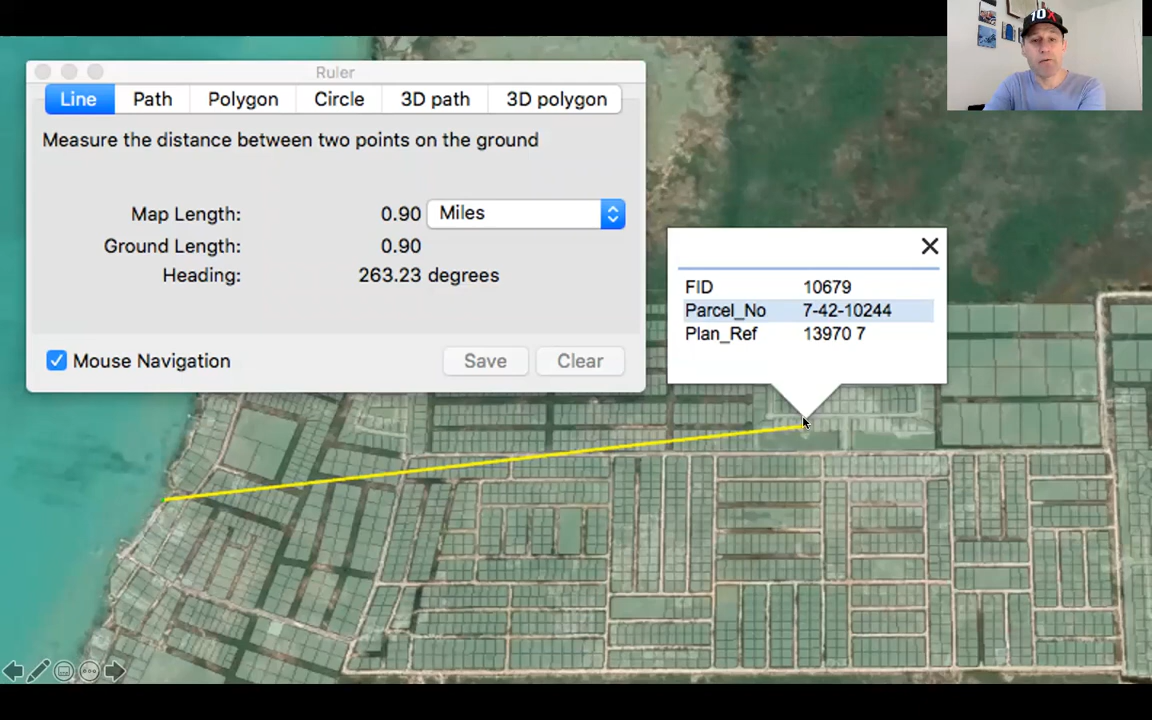 10X
Ruler
Line Path Polygon Circle 3D path 3D polygon
Measure the distance between two points on the ground
Map Length: 0.90 Miles
Ground Length: 0.90
Heading: 263.23 degrees
Mouse Navigation Save Clear
FID 10679
Parcel_No 7-42-10244
Plan_Ref 13970 7